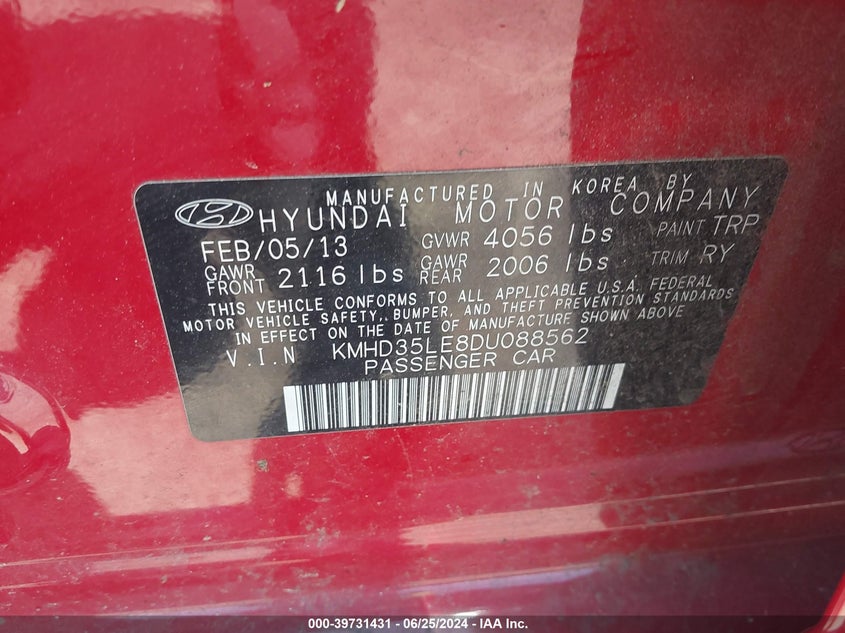 MANUFACTURED IN KOREA BY
HYUNDAI MOTOR COMPANY
FEB/05/13 GVWR 4056 lbs PAINT TRP
GAWR FRONT 2116 lbs GAWR REAR 2006 lbs TRIM RY
THIS VEHICLE CONFORMS TO ALL APPLICABLE U.S.A. FEDERAL
MOTOR VEHICLE SAFETY, BUMPER, AND THEFT PREVENTION STANDARDS
IN EFFECT ON THE DATE OF MANUFACTURE SHOWN ABOVE
V.I.N KMHD35LE8DU088562
PASSENGER CAR
000-39731431 - 06/25/2024 - IAA Inc.